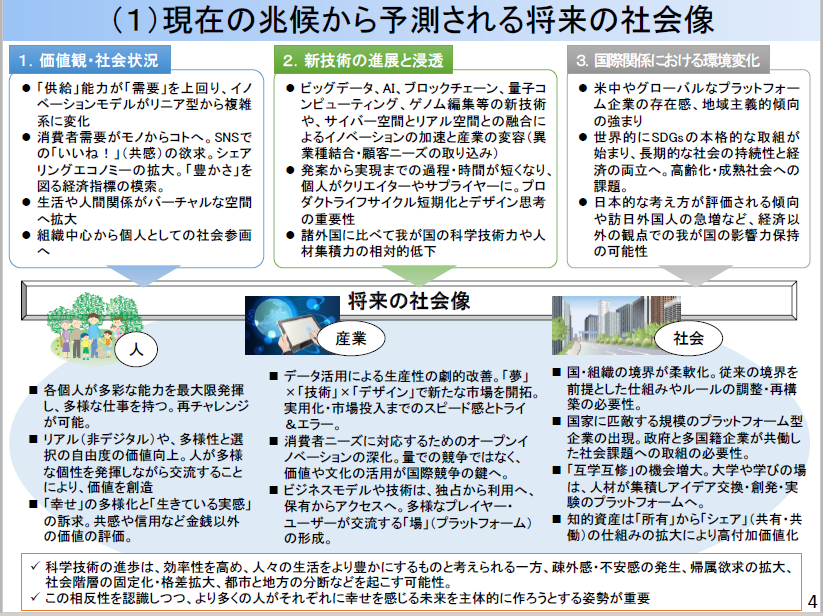 （１）現在の兆候から予測される将来の社会像
１．価値観・社会状況
● 「供給」能力が「需要」を上回り、イノ
ベーションモデルがリニア型から複雑
系に変化
● 消費者需要がモノからコトへ。SNSで
の「いいね！」（共感）の欲求。シェア
リングエコノミーの拡大。「豊かさ」を
図る経済指標の模索。
● 生活や人間関係がバーチャルな空間
へ拡大
● 組織中心から個人としての社会参画
へ
２．新技術の進展と浸透
● ビッグデータ、AI、ブロックチェーン、量子コ
ンピューティング、ゲノム編集等の新技術
や、サイバー空間とリアル空間との融合に
よるイノベーションの加速と産業の変容（異
業種結合・顧客ニーズの取り込み）
● 発案から実現までの過程・時間が短くなり、
個人がクリエイターやサプライヤーに。プロ
ダクトライフサイクル短期化とデザイン思考
の重要性
● 諸外国に比べて我が国の科学技術力や人
材集積力の相対的低下
３．国際関係における環境変化
● 米中やグローバルなプラットフォー
ム企業の存在感、地域主義的傾向
の強まり
● 世界的にSDGsの本格的な取組が
始まり、長期的な社会の持続性と経
済の両立へ。高齢化・成熟社会への
課題。
● 日本的な考え方が評価される傾向
や訪日外国人の急増など、経済以
外の観点での我が国の影響力保持
の可能性
将来の社会像
人
■ 各個人が多彩な能力を最大限発揮
し、多様な仕事を持つ。再チャレンジ
が可能。
■ リアル（非デジタル）や、多様性と選
択の自由度の価値向上。人が多様
な個性を発揮しながら交流すること
により、価値を創造
■ 「幸せ」の多様化と「生きている実感」
の訴求。共感や信用など金銭以外
の価値の評価。
産業
■ データ活用による生産性の劇的改善。「夢」
×「技術」×「デザイン」で新たな市場を開拓。
実用化・市場投入までのスピード感とトライ
＆エラー。
■ 消費者ニーズに対応するためのオープンイ
ノベーションの深化。量での競争ではなく、
価値や文化の活用が国際競争の鍵へ。
■ ビジネスモデルや技術は、独占から利用へ、
保有からアクセスへ。多様なプレイヤー・
ユーザーが交流する「場」（プラットフォーム）
の形成。
社会
■ 国・組織の境界が柔軟化。従来の境界を
前提とした仕組みやルールの調整・再構
築の必要性。
■ 国家に匹敵する規模のプラットフォーム型
企業の出現。政府と多国籍企業が共働し
た社会課題への取組の必要性。
■ 「互学互修」の機会増大。大学や学びの場
は、人材が集積しアイデア交換・創発・実
験のプラットフォームへ。
■ 知的資産は「所有」から「シェア」（共有・共
働）の仕組みの拡大により高付加価値化
✓ 科学技術の進歩は、効率性を高め、人々の生活をより豊かにするものと考えられる一方、疎外感・不安感の発生、帰属欲求の拡大、
社会階層の固定化・格差拡大、都市と地方の分断などを起こす可能性。
✓ この相反性を認識しつつ、より多くの人がそれぞれに幸せを感じる未来を主体的に作ろうとする姿勢が重要
4